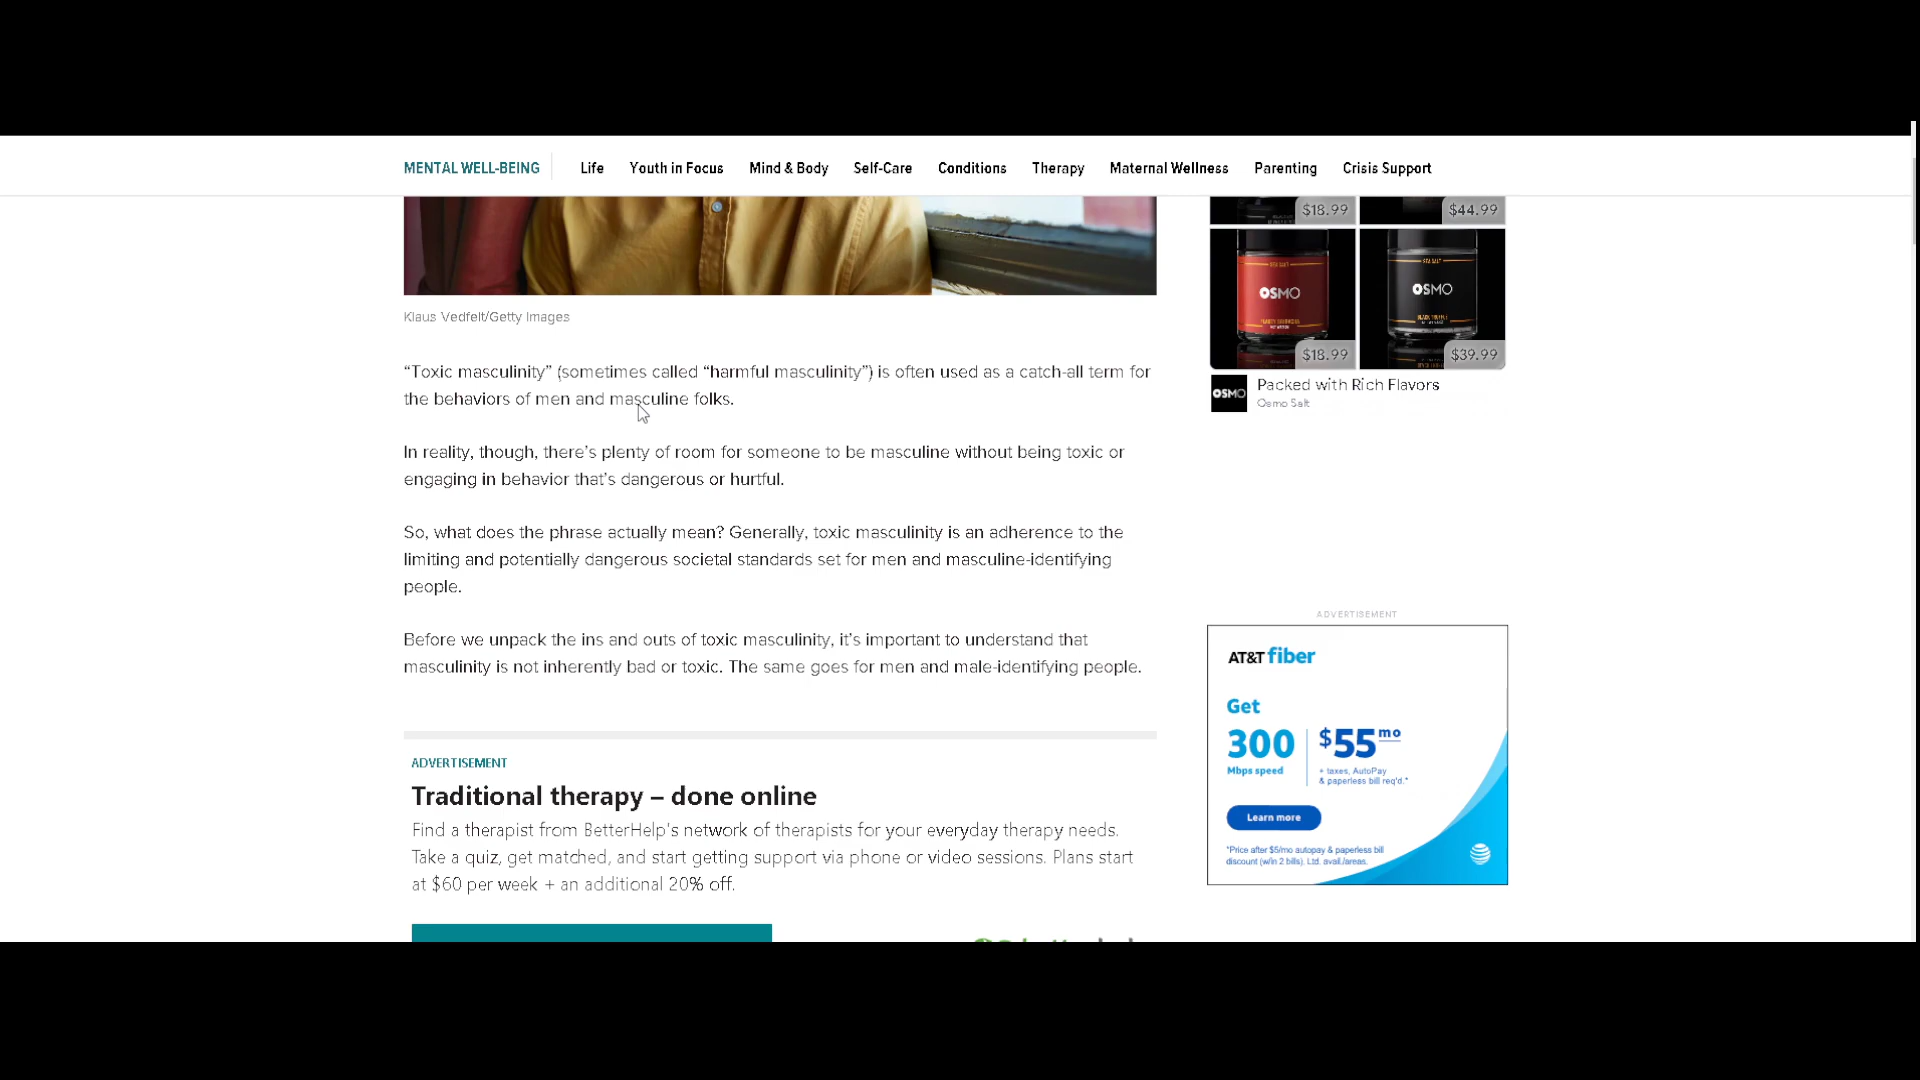 MENTAL WELL-BEING Life Youth in Focus Mind & Body Self-Care Conditions Therapy Maternal Wellness Parenting Crisis Support
$18.99 $44.99
OSMO OSMO
$18.99 $39.99
OSMO Packed with Rich Flavors
Osmo Salt
Klaus Vedfelt/Getty Images
“Toxic masculinity” (sometimes called “harmful masculinity”) is often used as a catch-all term for
the behaviors of men and masculine folks.
In reality, though, there’s plenty of room for someone to be masculine without being toxic or
engaging in behavior that’s dangerous or hurtful.
So, what does the phrase actually mean? Generally, toxic masculinity is an adherence to the
limiting and potentially dangerous societal standards set for men and masculine-identifying
people.
Before we unpack the ins and outs of toxic masculinity, it’s important to understand that
masculinity is not inherently bad or toxic. The same goes for men and male-identifying people.
ADVERTISEMENT
Traditional therapy – done online
Find a therapist from BetterHelp's network of therapists for your everyday therapy needs.
Take a quiz, get matched, and start getting support via phone or video sessions. Plans start
at $60 per week + an additional 20% off.
ADVERTISEMENT
AT&T fiber
Get
300 $55 mo
Mbps speed + taxes, AutoPay
& paperless bill req'd.*
Learn more
*Price after $5/mo autopay & paperless bill
discount (w/in 2 bills). Ltd. avail./areas.